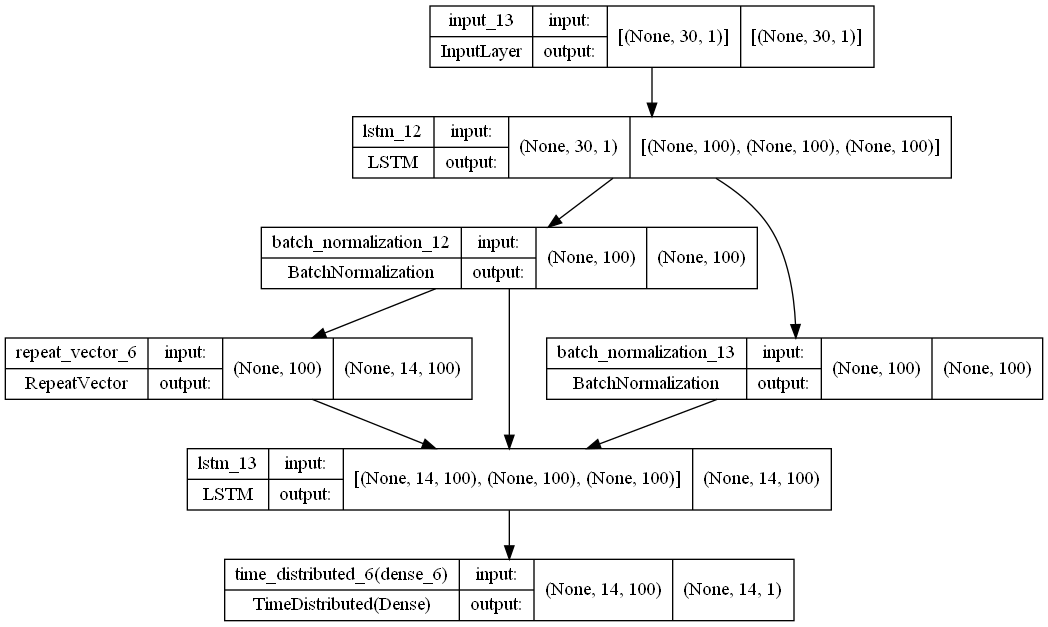 input_13
input:
[(None, 30, 1)]
[(None, 30, 1)]
InputLayer
output:
lstm_12
input:
(None, 30, 1)
[(None, 100), (None, 100), (None, 100)]
LSTM
output:
batch_normalization_12
input:
(None, 100)
(None, 100)
BatchNormalization
output:
repeat_vector_6
input:
(None, 100)
(None, 14, 100)
RepeatVector
output:
batch_normalization_13
input:
(None, 100)
(None, 100)
BatchNormalization
output:
lstm_13
input:
[(None, 14, 100), (None, 100), (None, 100)]
(None, 14, 100)
LSTM
output:
time_distributed_6(dense_6)
input:
(None, 14, 100)
(None, 14, 1)
TimeDistributed(Dense)
output: